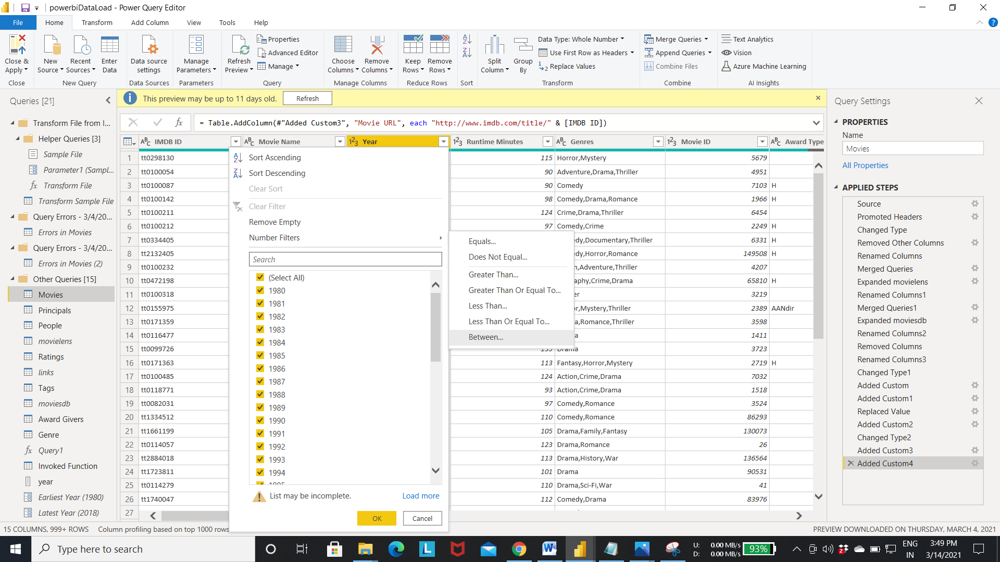 powerbiDataLoad - Power Query Editor
File Home Transform Add Column View Tools Help
Close & Apply
New Source
Recent Sources
Enter Data
Data source settings
Manage Parameters
Refresh Preview
Properties
Advanced Editor
Manage
Choose Columns
Remove Columns
Keep Rows
Remove Rows
Split Column
Group By
Data Type: Whole Number
Use First Row as Headers
Replace Values
Merge Queries
Append Queries
Combine Files
Text Analytics
Vision
Azure Machine Learning
Close New Query Data Sources Parameters Query Manage Columns Reduce Rows Sort Transform Combine AI Insights
Queries [21]
Transform File from I...
Helper Queries [3]
Sample File
Parameter1 (Sampl...
Transform File
Transform Sample File
Query Errors - 3/4/20...
Errors in Movies
Query Errors - 3/4/20...
Errors in Movies (2)
Other Queries [15]
Movies
Principals
People
movielens
Ratings
links
Tags
moviesdb
Award Givers
Genre
Query1
Invoked Function
year
Earliest Year (1980)
Latest Year (2018)
This preview may be up to 11 days old. Refresh
= Table.AddColumn(#"Added Custom3", "Movie URL", each "http://www.imdb.com/title/" & [IMDB ID])
IMDB ID Movie Name Year Runtime Minutes Genres Movie ID Award Type
1 tt0298130 115 Horror,Mystery 5679
2 tt0100054 90 Adventure,Drama,Thriller 4951
3 tt0100087 90 Comedy 7103 H
4 tt0100142 98 Comedy,Drama,Romance 1966 H
5 tt0100211 124 Crime,Drama,Thriller 6454
6 tt0100212 97 Comedy,Crime 2249 H
7 tt0334405 edy,Documentary,Thriller 6331 H
8 tt2132405 edy,Horror,Romance 149508 H
9 tt0100232 n,Adventure,Thriller 4207
10 tt0472198 aphy,Crime,Drama 65810 H
11 tt0100318 er 3219
12 tt0155975 or,Mystery,Thriller 2389 AANdir
13 tt0171359 a,Romance,Thriller 3598
14 tt0116477 a 1411
15 tt0099726 Drama 3723
16 tt0171363 113 Fantasy,Horror,Mystery 2719 H
17 tt0100485 124 Action,Crime,Drama 7032
18 tt0118771 93 Action,Crime,Drama 1518
19 tt0082031 97 Comedy,Romance 3524
20 tt1334512 110 Comedy,Romance 86293
21 tt1661199 105 Drama,Family,Fantasy 130073
22 tt0114057 123 Drama,Romance 26
23 tt2884018 113 Drama,History,War 136564
24 tt1723811 101 Drama 90531
25 tt0114279 110 Drama,Sci-Fi,War 41
26 tt1740047 112 Comedy,Drama 83976
27
Sort Ascending
Sort Descending
Clear Sort
Clear Filter
Remove Empty
Number Filters
Search
(Select All)
1980
1981
1982
1983
1984
1985
1986
1987
1988
1989
1990
1991
1992
1993
1994
1995
List may be incomplete. Load more
OK Cancel
Equals...
Does Not Equal...
Greater Than...
Greater Than Or Equal To...
Less Than...
Less Than Or Equal To...
Between...
Query Settings
PROPERTIES
Name
Movies
All Properties
APPLIED STEPS
Source
Promoted Headers
Changed Type
Removed Other Columns
Renamed Columns
Merged Queries
Expanded movielens
Renamed Columns1
Merged Queries1
Expanded moviesdb
Renamed Columns2
Removed Columns
Renamed Columns3
Changed Type1
Added Custom
Added Custom1
Replaced Value
Added Custom2
Changed Type2
Added Custom3
Added Custom4
15 COLUMNS, 999+ ROWS Column profiling based on top 1000 rows PREVIEW DOWNLOADED ON THURSDAY, MARCH 4, 2021
Type here to search
U: 0.00 MB/s
D: 0.00 MB/s
93%
ENG
IN
3:49 PM
3/14/2021